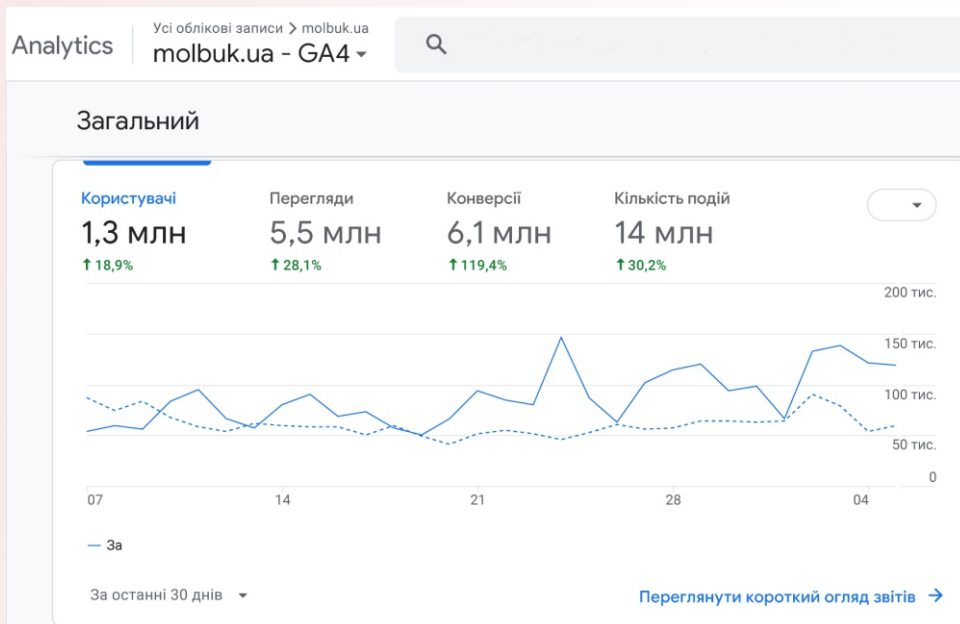 Analytics
Усі облікові записи > molbuk.ua
molbuk.ua - GA4
Загальний
Користувачі
1,3 млн
↑ 18,9%
Перегляди
5,5 млн
↑ 28,1%
Конверсії
6,1 млн
↑ 119,4%
Кількість подій
14 млн
↑ 30,2%
200 тис.
150 тис.
100 тис.
50 тис.
0
07 14 21 28 04
За
За останні 30 днів
Переглянути короткий огляд звітів →